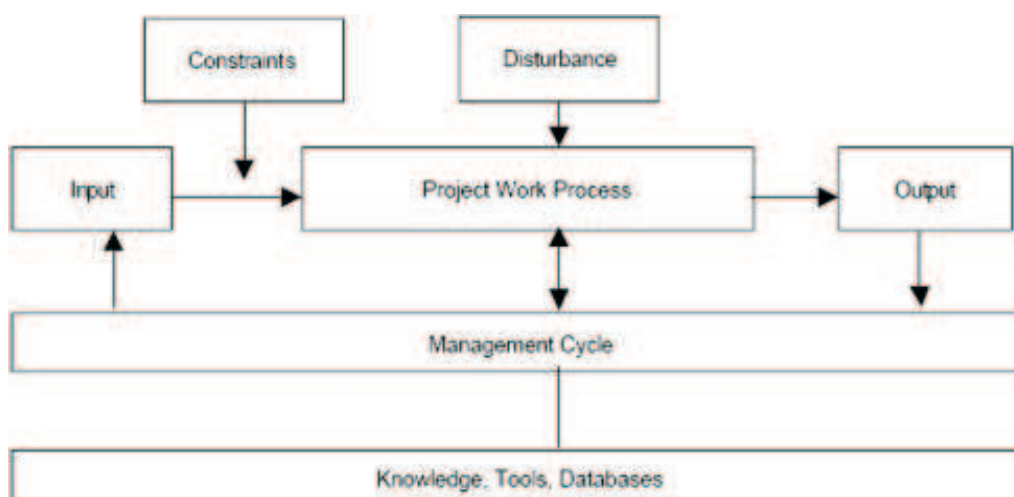 Constraints
Disturbance
Input
Project Work Process
Output
Management Cycle
Knowledge, Tools, Databases